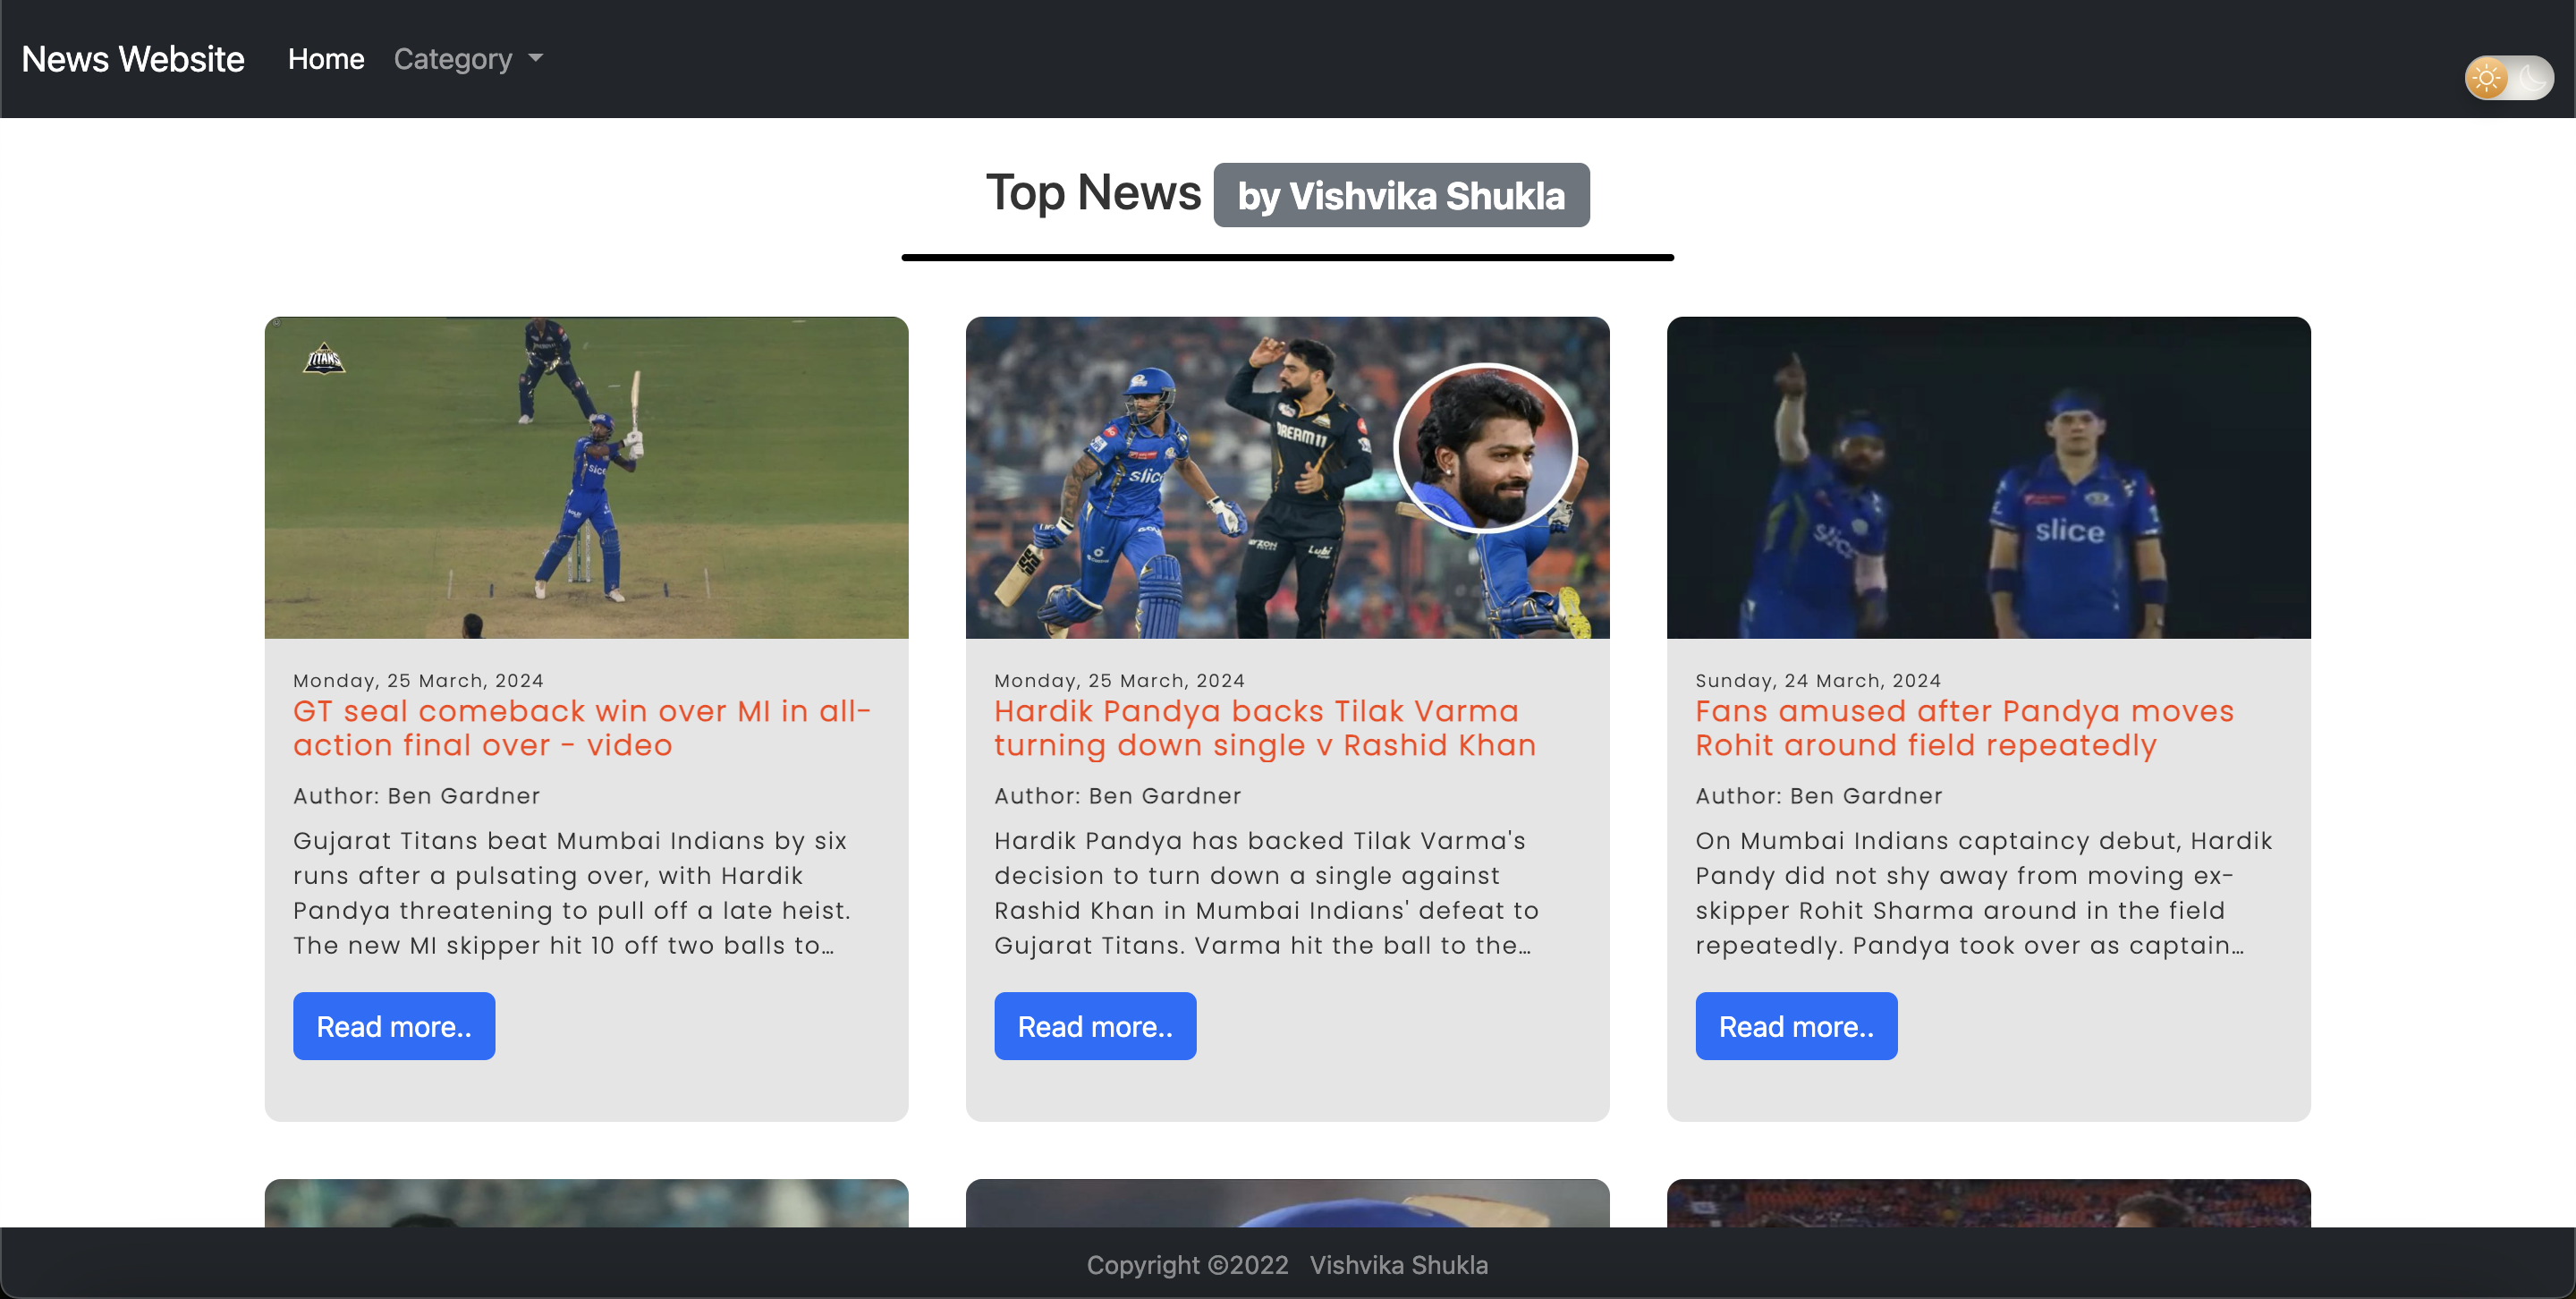 News Website Home Category
Top News by Vishvika Shukla
TITANS
slice
slice
DREAM11
Lubi
slice
slice
Monday, 25 March, 2024
GT seal comeback win over MI in all-
action final over - video
Author: Ben Gardner
Gujarat Titans beat Mumbai Indians by six
runs after a pulsating over, with Hardik
Pandya threatening to pull off a late heist.
The new MI skipper hit 10 off two balls to…
Read more..
Monday, 25 March, 2024
Hardik Pandya backs Tilak Varma
turning down single v Rashid Khan
Author: Ben Gardner
Hardik Pandya has backed Tilak Varma's
decision to turn down a single against
Rashid Khan in Mumbai Indians' defeat to
Gujarat Titans. Varma hit the ball to the…
Read more..
Sunday, 24 March, 2024
Fans amused after Pandya moves
Rohit around field repeatedly
Author: Ben Gardner
On Mumbai Indians captaincy debut, Hardik
Pandy did not shy away from moving ex-
skipper Rohit Sharma around in the field
repeatedly. Pandya took over as captain…
Read more..
Copyright ©2022 Vishvika Shukla